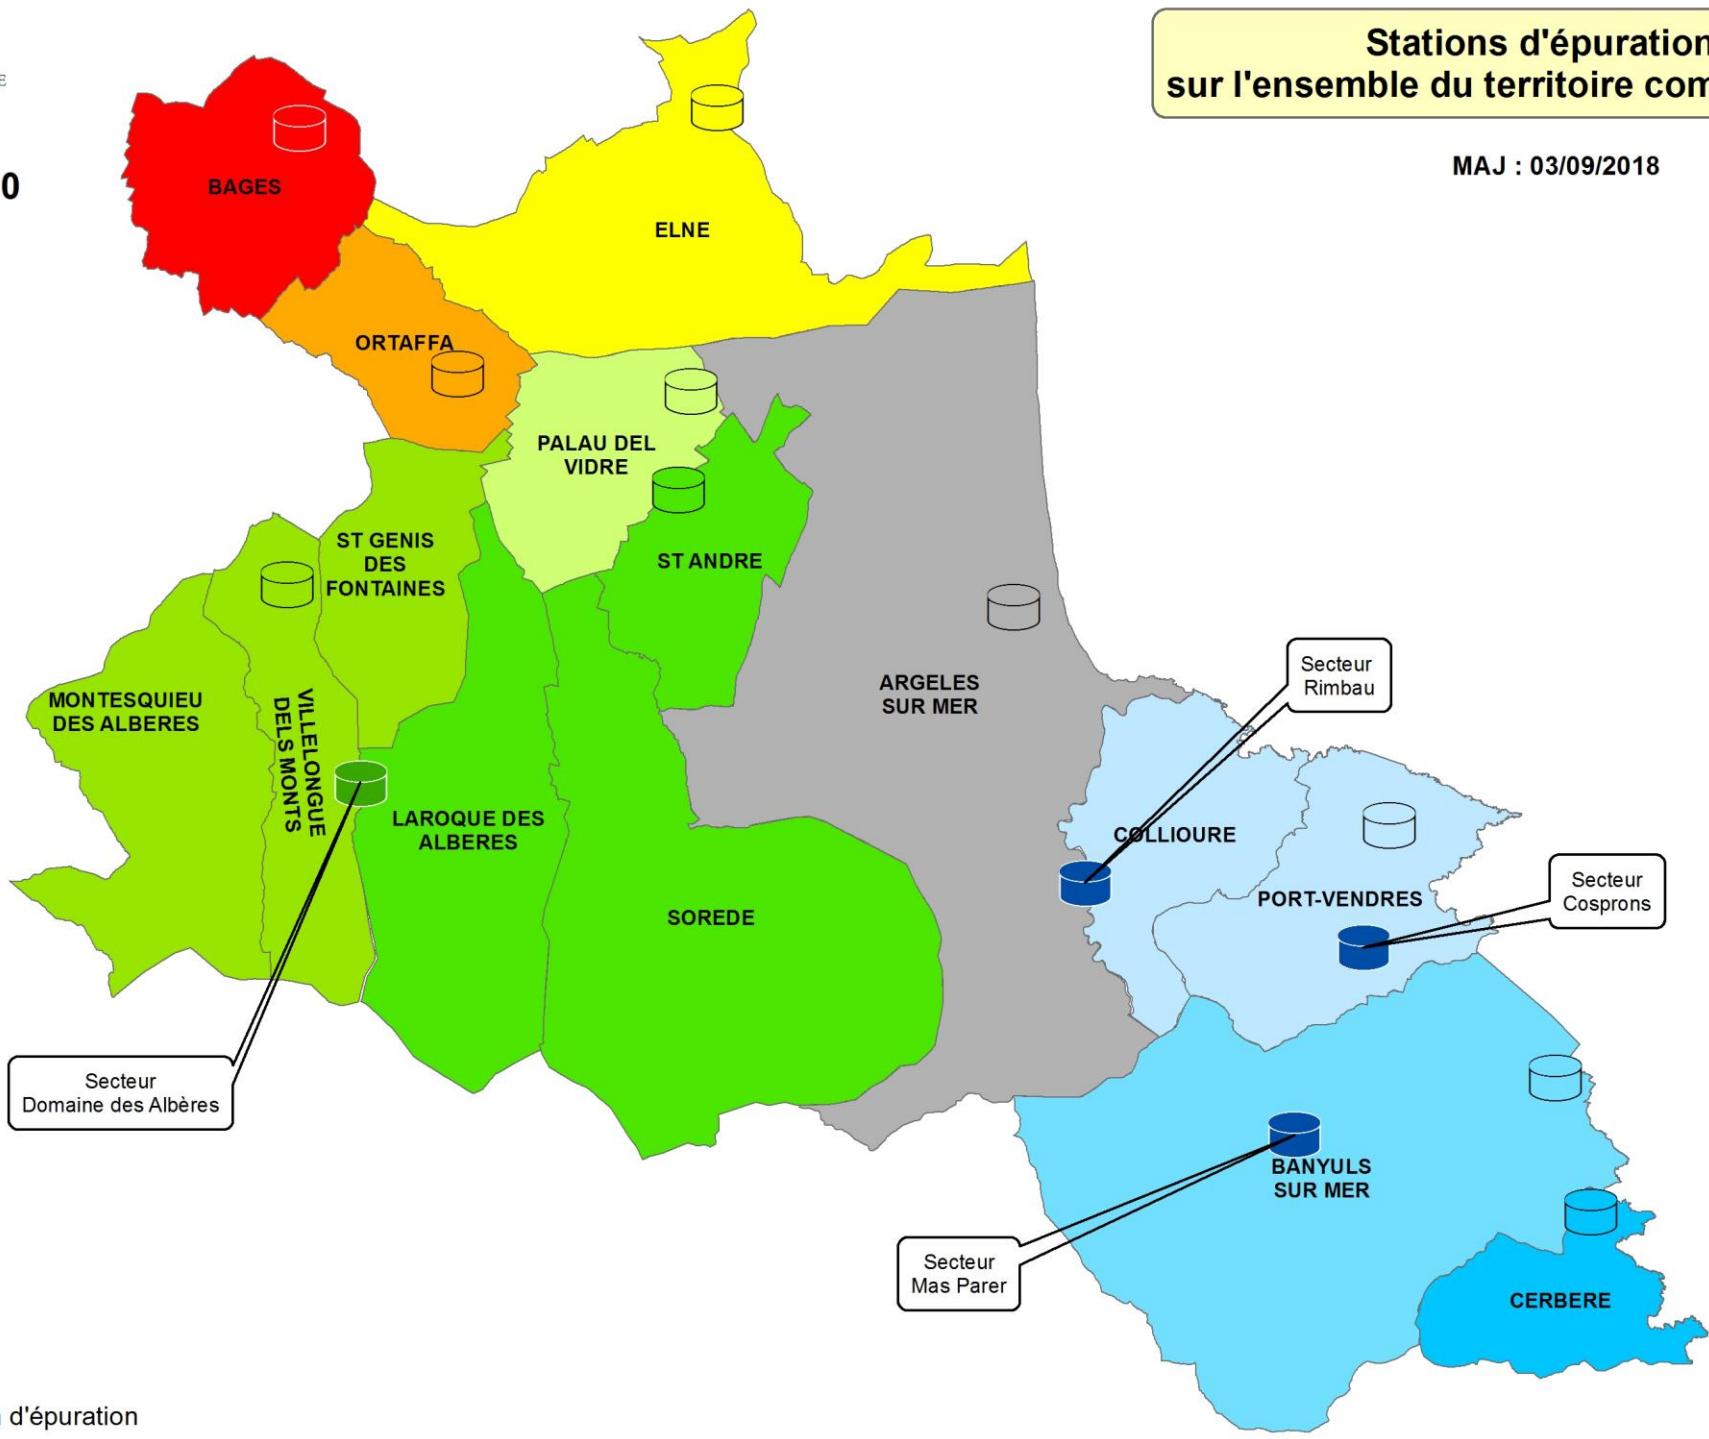 Stations d'épuration
sur l'ensemble du territoire com
MAJ : 03/09/2018
E
0
BAGES
ELNE
ORTAFFA
PALAU DEL
VIDRE
ST GENIS
DES
FONTAINES
ST ANDRE
MONTESQUIEU
DES ALBERES
VILLELONGUE
DELS MONTS
ARGELES
SUR MER
Secteur
Rimbau
LAROQUE DES
ALBERES
COLLIOURE
SOREDE
PORT-VENDRES
Secteur
Cosprons
Secteur
Domaine des Albères
BANYULS
SUR MER
Secteur
Mas Parer
CERBERE
d'épuration